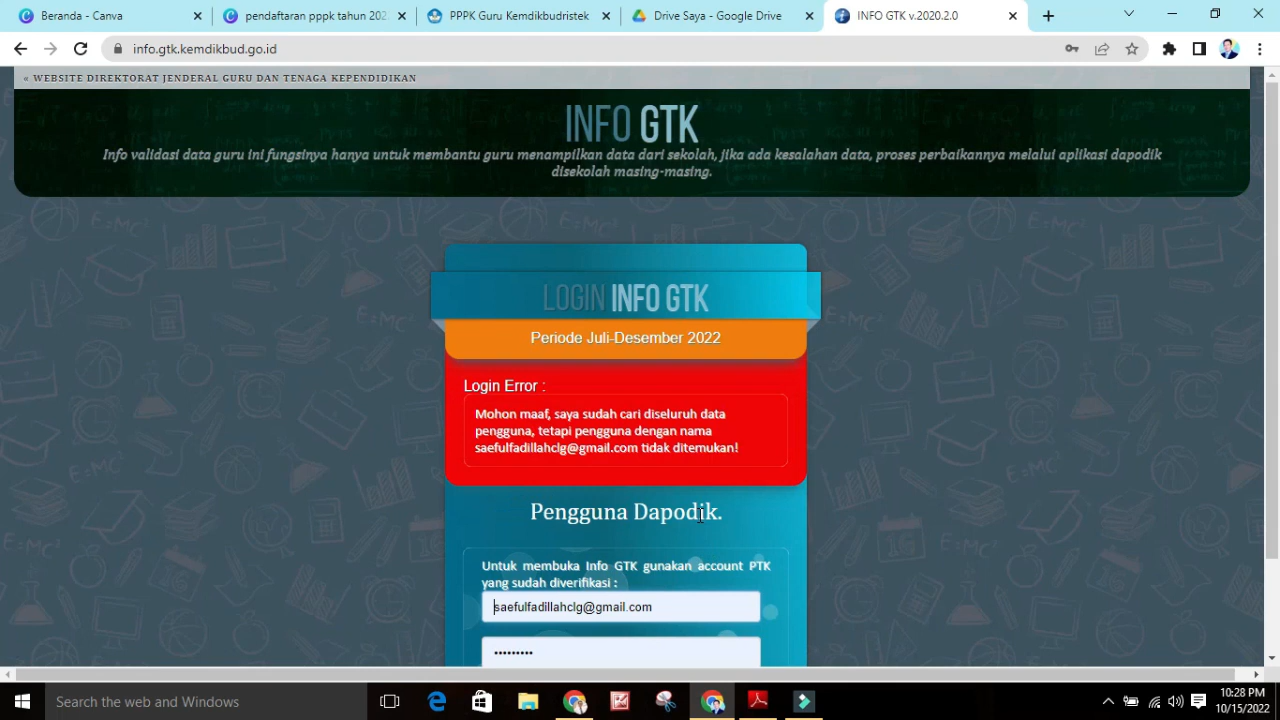 Beranda - Canva
pendaftaran pppk tahun 202
PPPK Guru Kemdikbudristek
Drive Saya - Google Drive
INFO GTK v.2020.2.0
info.gtk.kemdikbud.go.id
« WEBSITE DIREKTORAT JENDERAL GURU DAN TENAGA KEPENDIDIKAN
INFO GTK
Info validasi data guru ini fungsinya hanya untuk membantu guru menampilkan data dari sekolah, jika ada kesalahan data, proses perbaikannya melalui aplikasi dapodik
disekolah masing-masing.
LOGIN INFO GTK
Periode Juli-Desember 2022
Login Error :
Mohon maaf, saya sudah cari diseluruh data
pengguna, tetapi pengguna dengan nama
saefulfadillahclg@gmail.com tidak ditemukan!
Pengguna Dapodik.
Untuk membuka Info GTK gunakan account PTK
yang sudah diverifikasi :
saefulfadillahclg@gmail.com
•••••••••
Search the web and Windows
10:28 PM
10/15/2022